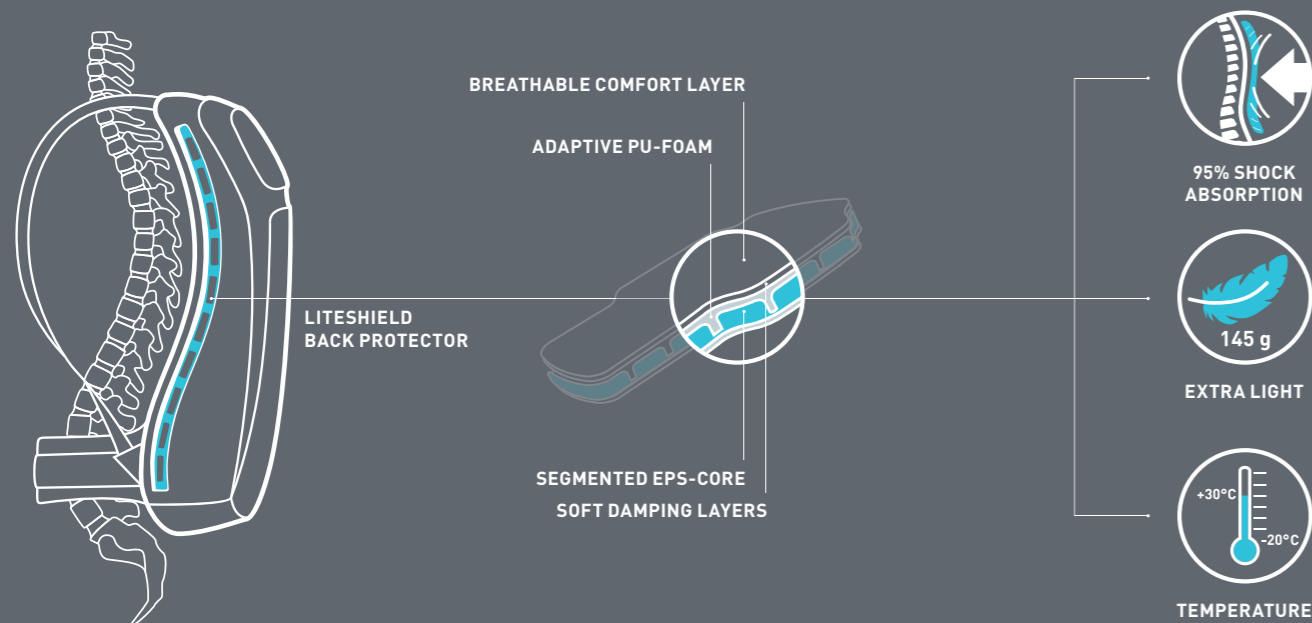 BREATHABLE COMFORT LAYER
ADAPTIVE PU-FOAM
LITESHIELD
BACK PROTECTOR
SEGMENTED EPS-CORE
SOFT DAMPING LAYERS
95% SHOCK
ABSORPTION
145 g
EXTRA LIGHT
+30°C
-20°C
TEMPERATURE